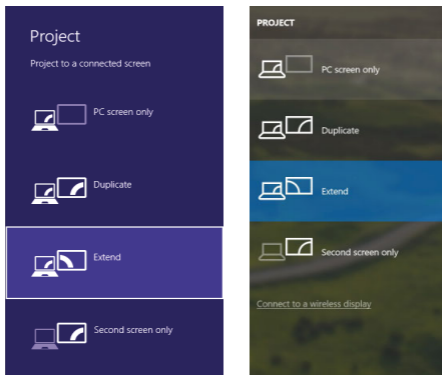 Project
Project to a connected screen
PC screen only
Duplicate
Extend
Second screen only
PROJECT
PC screen only
Duplicate
Extend
Second screen only
Connect to a wireless display